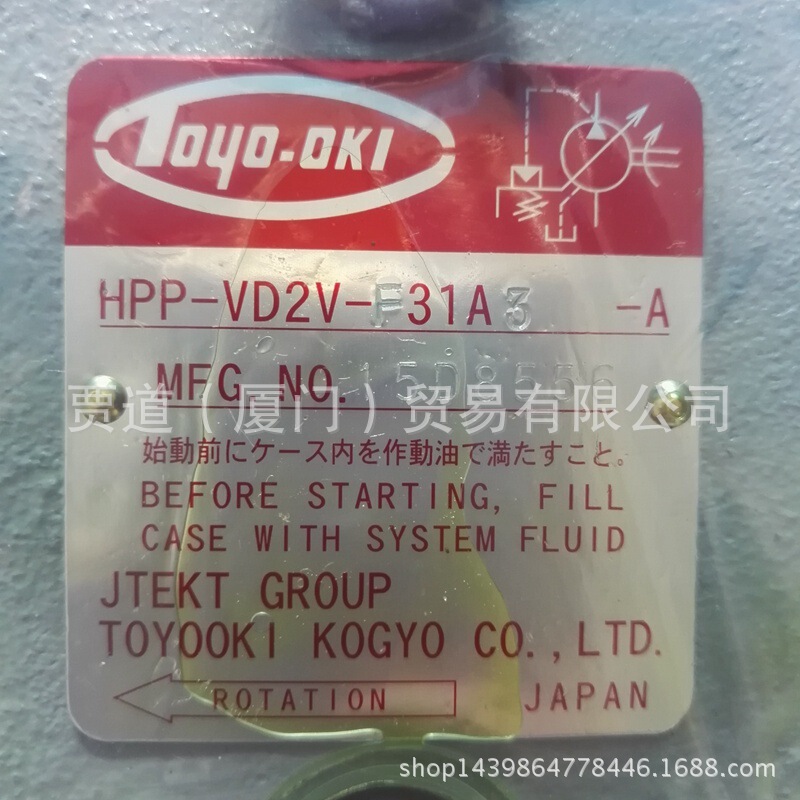 TOYO-OKI
HPP-VD2V-F31A3 -A
MFG NO. 15D8556
贾道（厦门）贸易有限公司
始動前にケース内を作動油で満たすこと。
BEFORE STARTING, FILL
CASE WITH SYSTEM FLUID
JTEKT GROUP
TOYOOKI KOGYO CO., LTD.
ROTATION JAPAN
shop1439864778446.1688.com